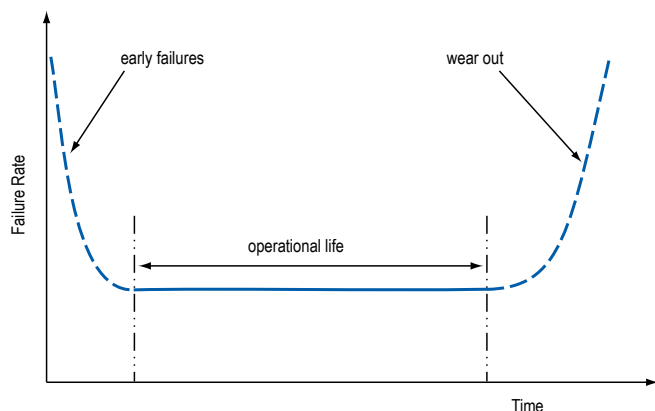 early failures
wear out
Failure Rate
operational life
Time